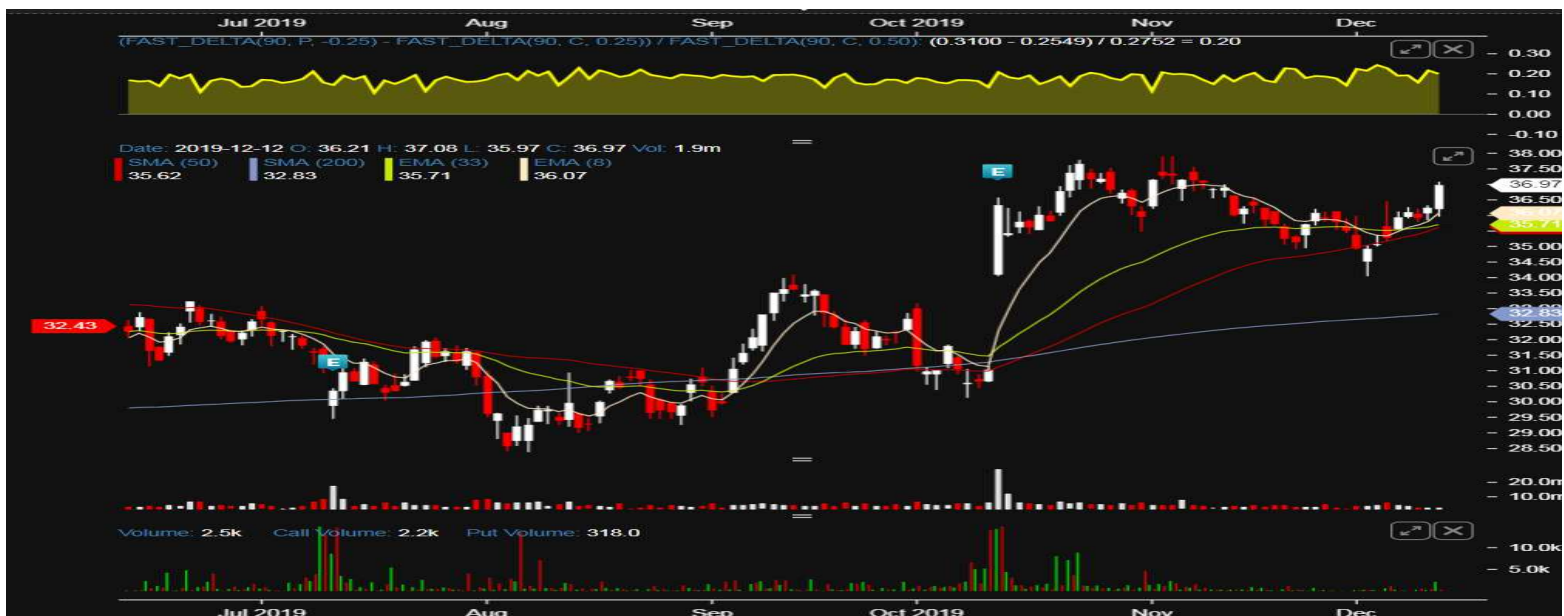 Jul 2019 Aug Sep Oct 2019 Nov Dec
(FAST_DELTA(90, P, -0.25) - FAST_DELTA(90, C, 0.25)) / FAST_DELTA(90, C, 0.50): (0.3100 - 0.2549) / 0.2752 = 0.20
0.30
0.20
0.10
0.00
-0.10
Date: 2019-12-12 O: 36.21 H: 37.08 L: 35.97 C: 36.97 Vol: 1.9m
SMA (50) SMA (200) EMA (33) EMA (8)
35.62 32.83 35.71 36.07
38.00
37.50
E
36.97
36.50
36.07
35.71
35.00
34.50
34.00
33.50
32.83
32.43
32.50
32.00
31.50
E
31.00
30.50
30.00
29.50
29.00
28.50
20.0m
10.0m
Volume: 2.5k Call Volume: 2.2k Put Volume: 318.0
10.0k
5.0k
Jul 2019 Aug Sep Oct 2019 Nov Dec